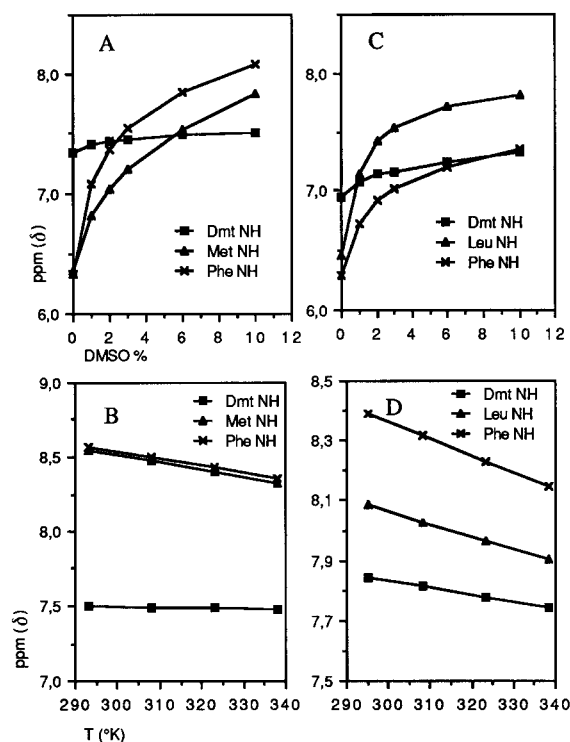 A
8,0
7,0
6,0
ppm (δ)
Dmt NH
Met NH
Phe NH
0 2 4 6 8 10 12
DMSO %
C
8,0
7,0
6,0
ppm (δ)
Dmt NH
Leu NH
Phe NH
0 2 4 6 8 10 12
B
9,0
8,5
8,0
7,5
7,0
ppm (δ)
Dmt NH
Met NH
Phe NH
290 300 310 320 330 340
T (°K)
D
8,5
8,3
8,1
7,9
7,7
7,5
Dmt NH
Leu NH
Phe NH
290 300 310 320 330 340